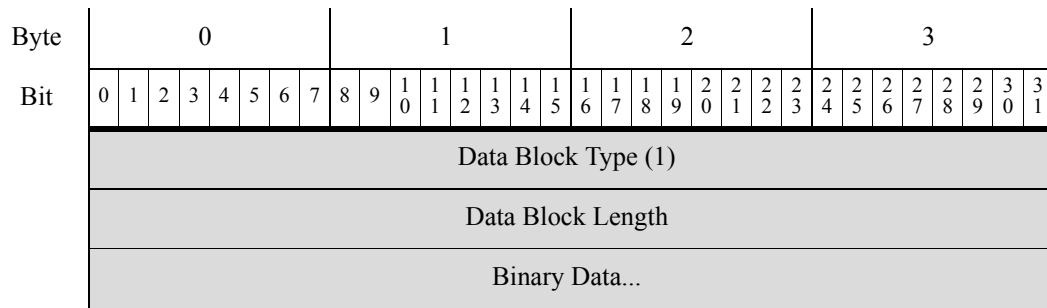 Byte 0 1 2 3
Bit 0 1 2 3 4 5 6 7 8 9 10 11 12 13 14 15 16 17 18 19 20 21 22 23 24 25 26 27 28 29 30 31
Data Block Type (1)
Data Block Length
Binary Data...